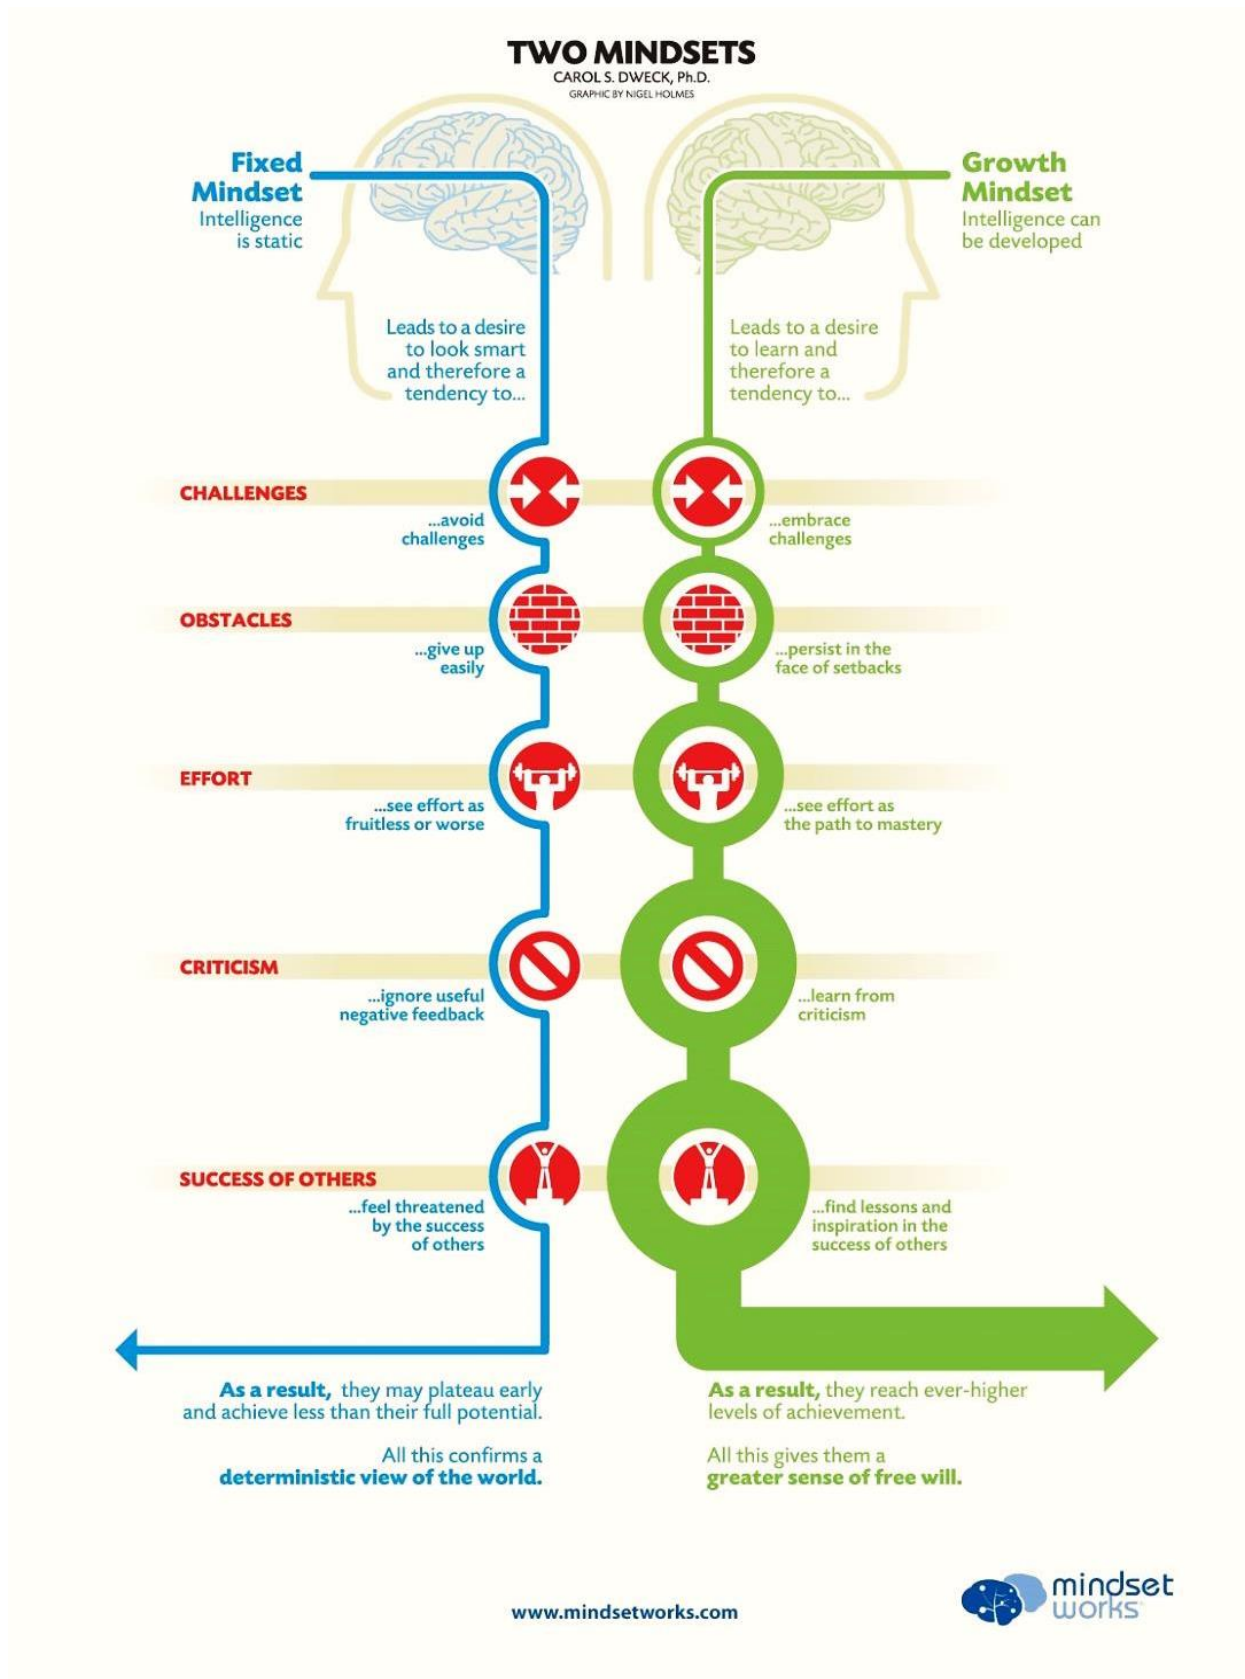 TWO MINDSETS
CAROL S. DWECK, Ph.D.
GRAPHIC BY NIGEL HOLMES
Fixed
Mindset
Intelligence
is static
Growth
Mindset
Intelligence can
be developed
Leads to a desire
to look smart
and therefore a
tendency to...
Leads to a desire
to learn and
therefore a
tendency to...
CHALLENGES
...avoid
challenges
...embrace
challenges
OBSTACLES
...give up
easily
...persist in the
face of setbacks
EFFORT
...see effort as
fruitless or worse
...see effort as
the path to mastery
CRITICISM
...ignore useful
negative feedback
...learn from
criticism
SUCCESS OF OTHERS
...feel threatened
by the success
of others
...find lessons and
inspiration in the
success of others
As a result, they may plateau early
and achieve less than their full potential.
All this confirms a
deterministic view of the world.
As a result, they reach ever-higher
levels of achievement.
All this gives them a
greater sense of free will.
www.mindsetworks.com
mindset
works